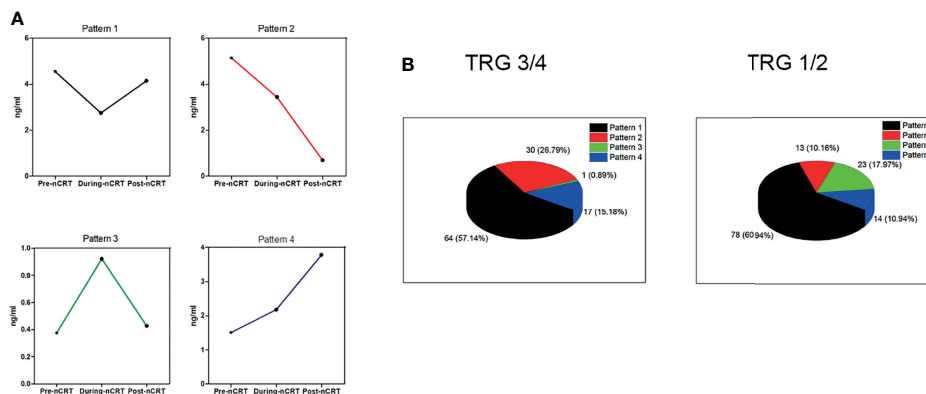 A
Pattern 1
6
4
2
0
ng/ml
Pre-nCRT During-nCRT Post-nCRT
Pattern 2
6
4
2
0
ng/ml
Pre-nCRT During-nCRT Post-nCRT
Pattern 3
1.0
0.8
0.6
0.4
0.2
0.0
ng/ml
Pre-nCRT During-nCRT Post-nCRT
Pattern 4
4
3
2
1
0
ng/ml
Pre-nCRT During-nCRT Post-nCRT
B
TRG 3/4
Pattern 1
Pattern 2
Pattern 3
Pattern 4
30 (26.79%)
1 (0.89%)
17 (15.18%)
64 (57.14%)
TRG 1/2
Pattern
Pattern
Pattern
Pattern
13 (10.16%)
23 (17.97%)
14 (10.94%)
78 (60.94%)